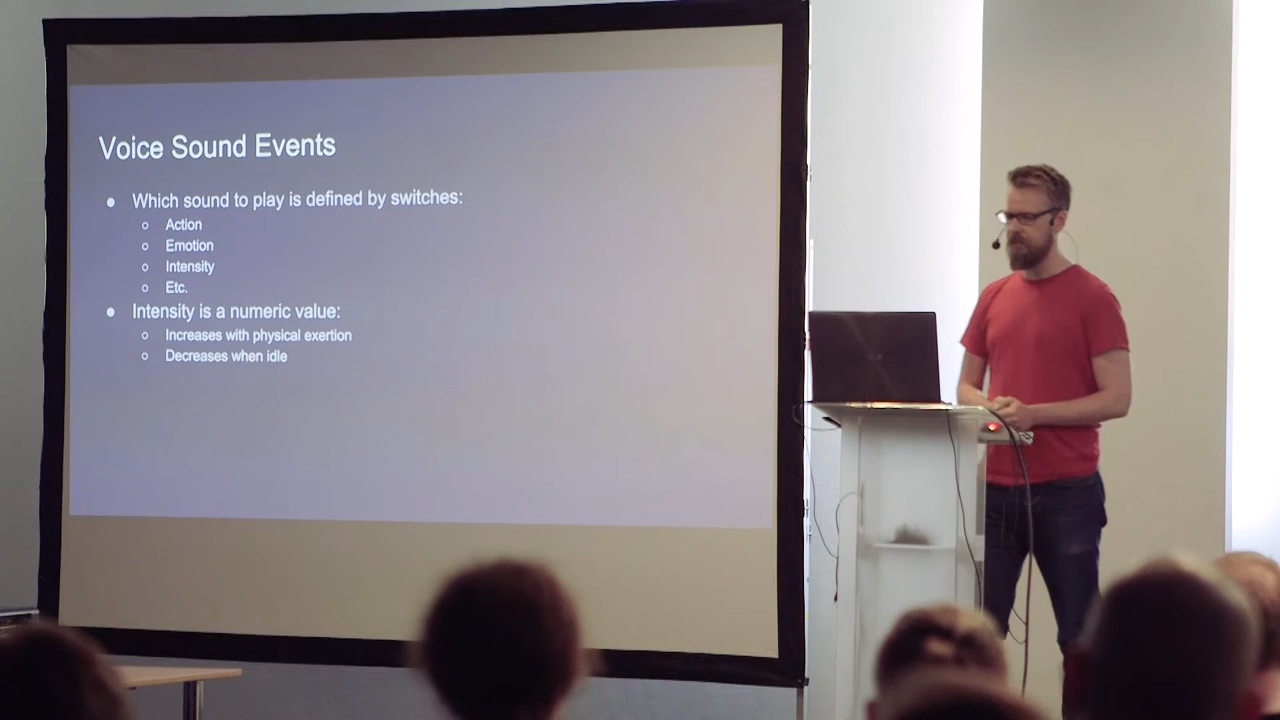 Voice Sound Events
● Which sound to play is defined by switches:
○ Action
○ Emotion
○ Intensity
○ Etc.
● Intensity is a numeric value:
○ Increases with physical exertion
○ Decreases when idle